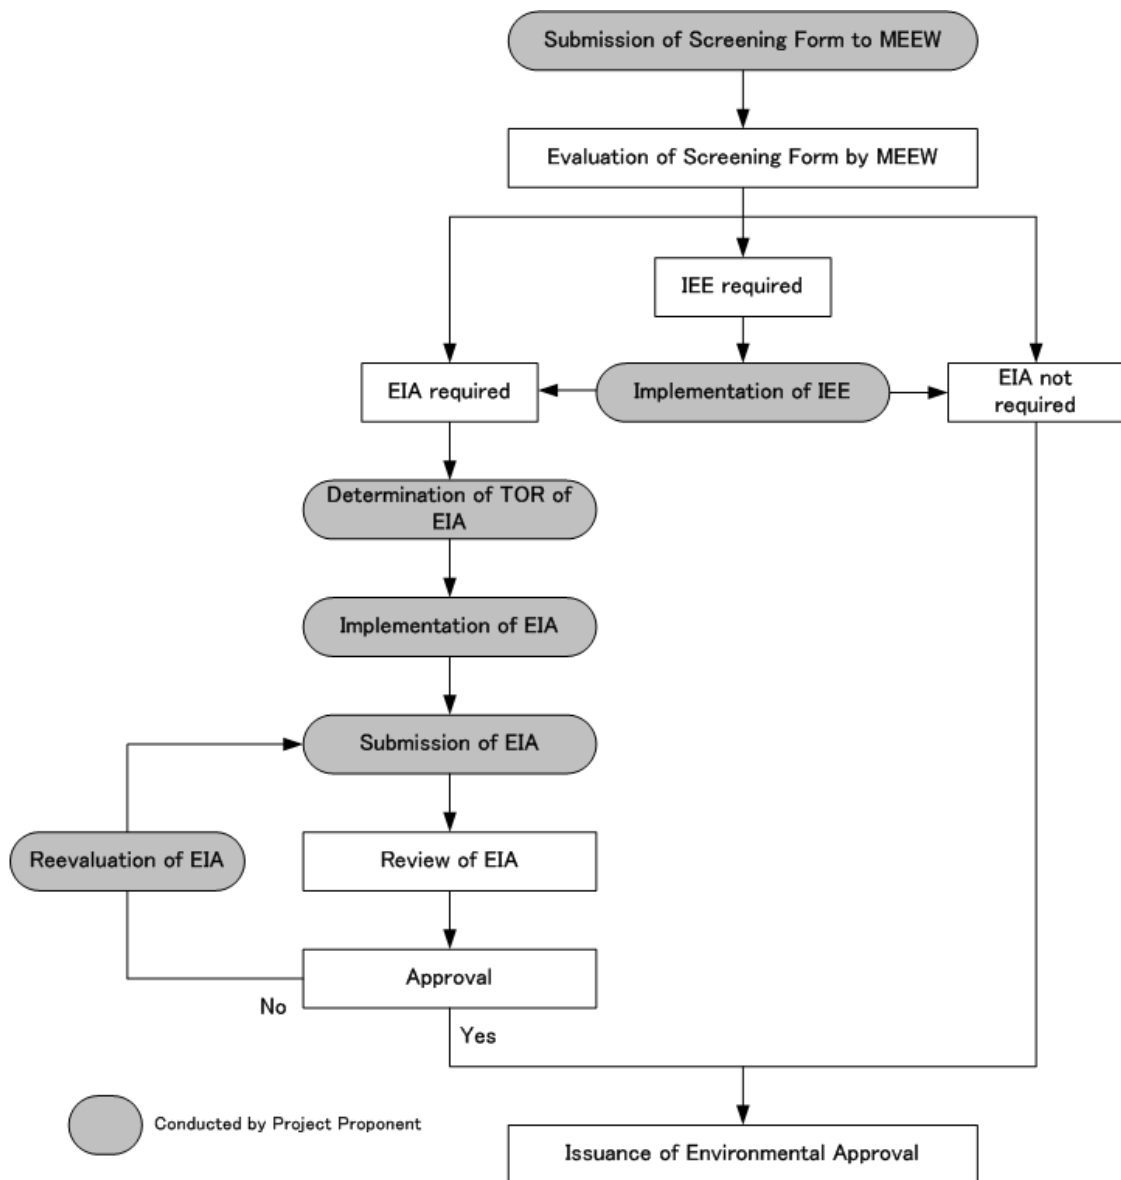 Submission of Screening Form to MEEW
Evaluation of Screening Form by MEEW
IEE required
EIA required
Implementation of IEE
EIA not
required
Determination of TOR of
EIA
Implementation of EIA
Submission of EIA
Reevaluation of EIA
Review of EIA
Approval
No
Yes
Conducted by Project Proponent
Issuance of Environmental Approval